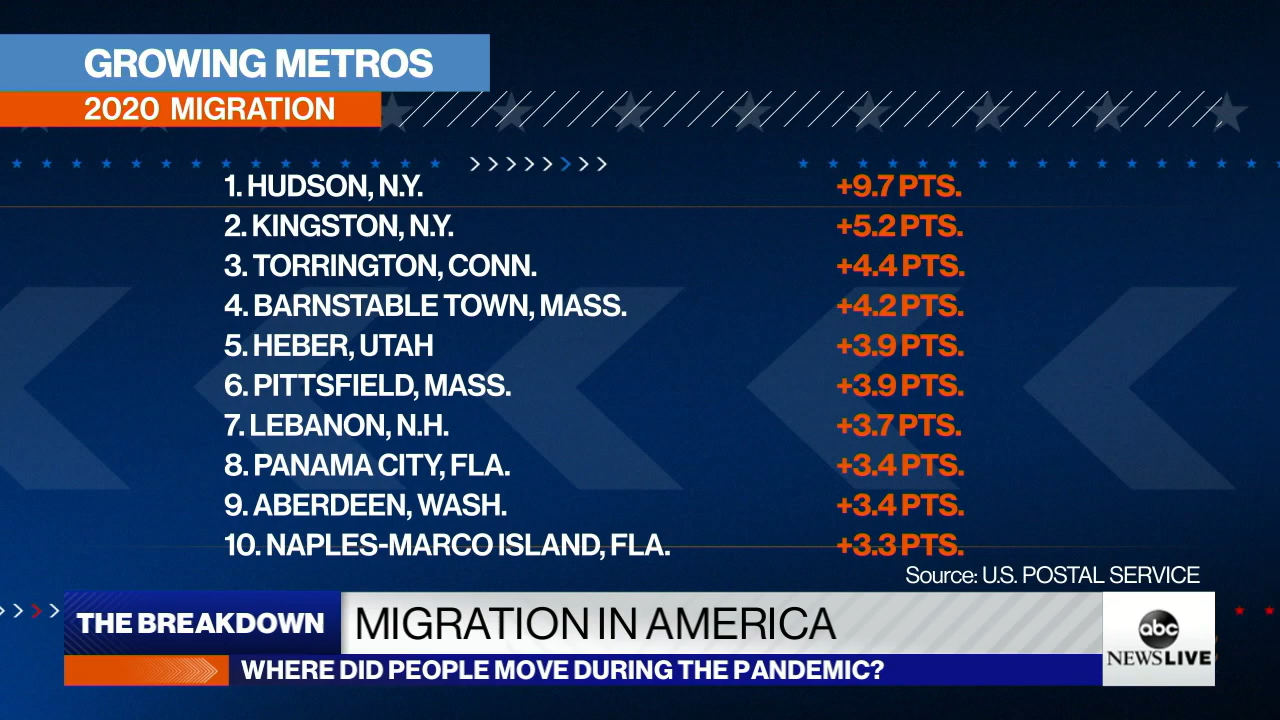 GROWING METROS
2020 MIGRATION
1. HUDSON, N.Y. +9.7 PTS.
2. KINGSTON, N.Y. +5.2 PTS.
3. TORRINGTON, CONN. +4.4 PTS.
4. BARNSTABLE TOWN, MASS. +4.2 PTS.
5. HEBER, UTAH +3.9 PTS.
6. PITTSFIELD, MASS. +3.9 PTS.
7. LEBANON, N.H. +3.7 PTS.
8. PANAMA CITY, FLA. +3.4 PTS.
9. ABERDEEN, WASH. +3.4 PTS.
10. NAPLES-MARCO ISLAND, FLA. +3.3 PTS.
Source: U.S. POSTAL SERVICE
THE BREAKDOWN
MIGRATION IN AMERICA
WHERE DID PEOPLE MOVE DURING THE PANDEMIC?
abc
NEWSLIVE